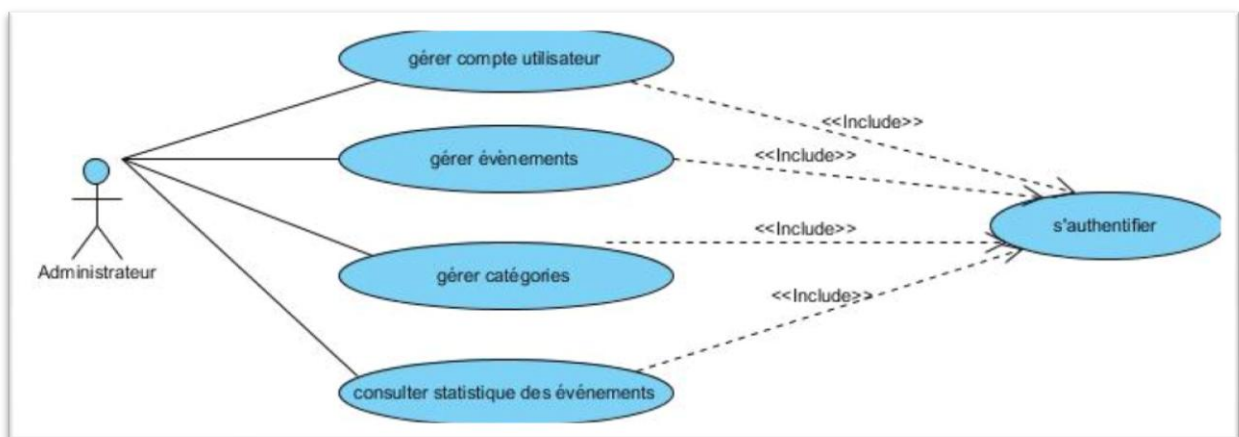 gérer compte utilisateur
<<Include>>
gérer évènements
<<Include>>
s'authentifier
<<Include>>
Administrateur
gérer catégories
<<Include>>
consulter statistique des événements